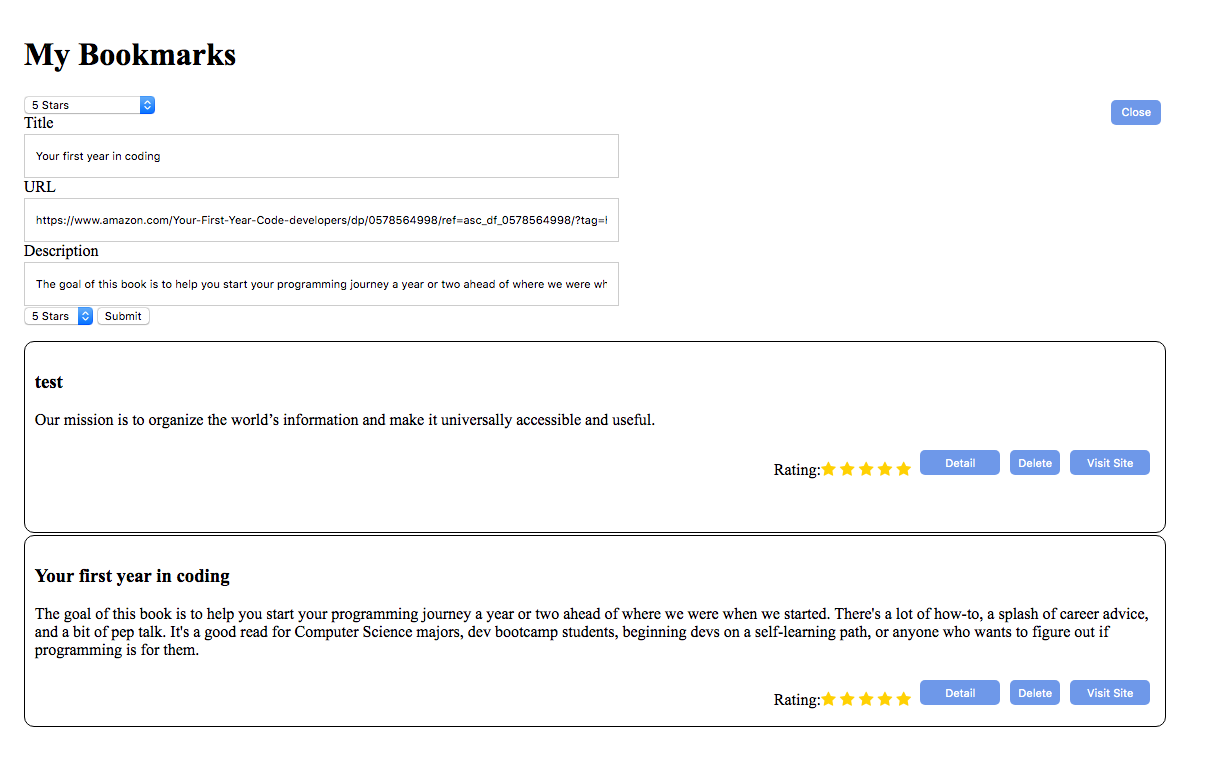 My Bookmarks
5 Stars
Close
Title
Your first year in coding
URL
https://www.amazon.com/Your-First-Year-Code-developers/dp/0578564998/ref=asc_df_0578564998/?tag=
Description
The goal of this book is to help you start your programming journey a year or two ahead of where we were wh
5 Stars Submit
test
Our mission is to organize the world’s information and make it universally accessible and useful.
Rating: Detail Delete Visit Site
Your first year in coding
The goal of this book is to help you start your programming journey a year or two ahead of where we were when we started. There's a lot of how-to, a splash of career advice,
and a bit of pep talk. It's a good read for Computer Science majors, dev bootcamp students, beginning devs on a self-learning path, or anyone who wants to figure out if
programming is for them.
Rating: Detail Delete Visit Site